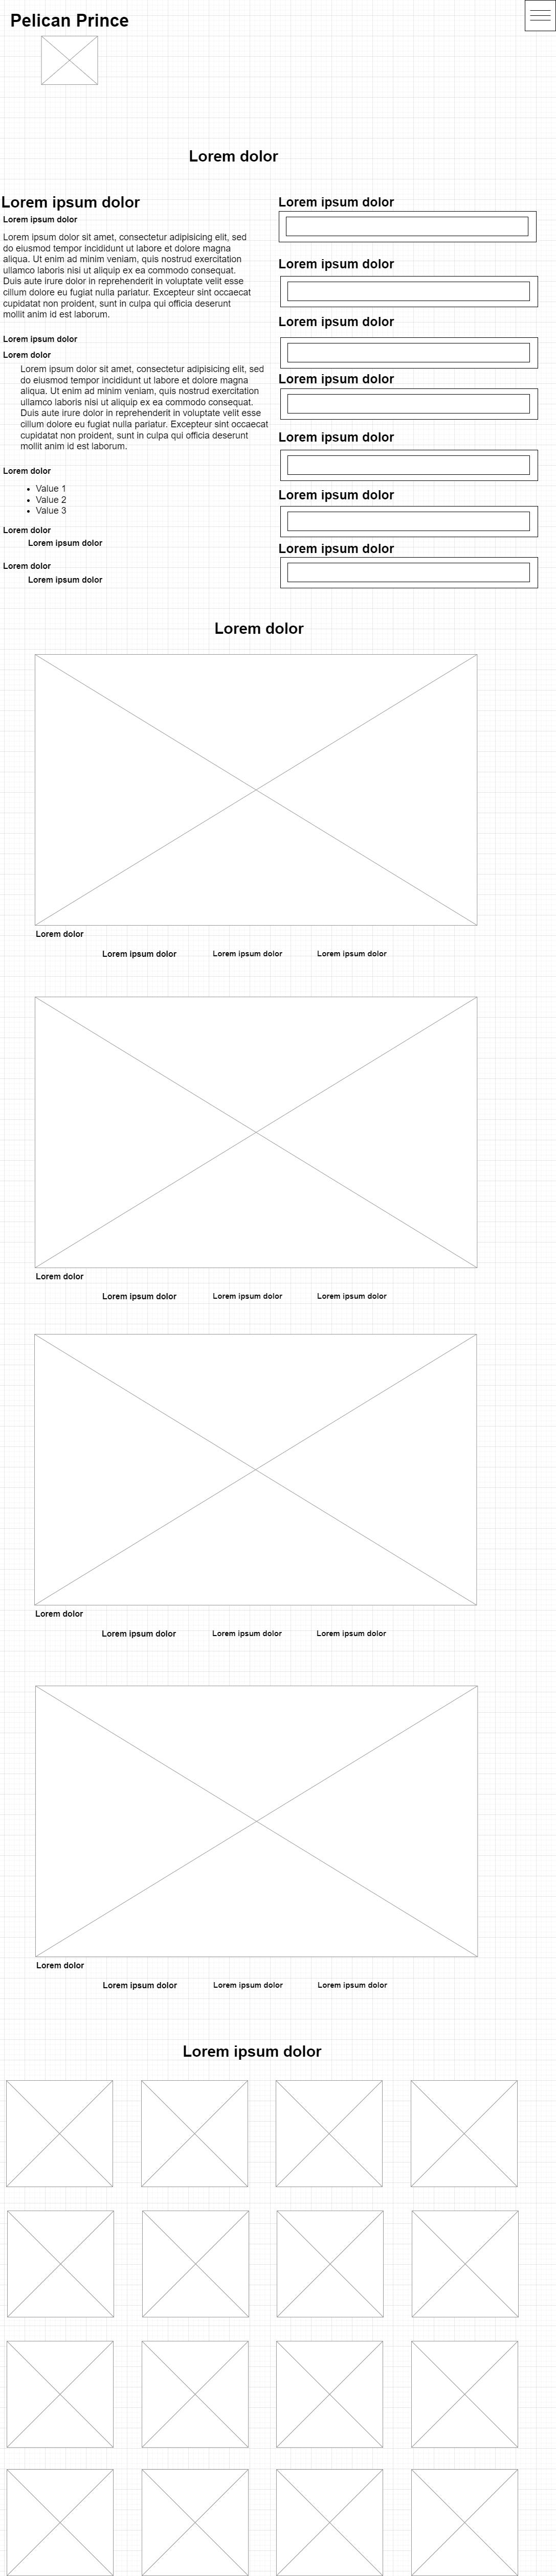 Pelican Prince
Lorem dolor
Lorem ipsum dolor
Lorem ipsum dolor
Lorem ipsum dolor sit amet, consectetur adipisicing elit, sed
do eiusmod tempor incididunt ut labore et dolore magna
aliqua. Ut enim ad minim veniam, quis nostrud exercitation
ullamco laboris nisi ut aliquip ex ea commodo consequat.
Duis aute irure dolor in reprehenderit in voluptate velit esse
cillum dolore eu fugiat nulla pariatur. Excepteur sint occaecat
cupidatat non proident, sunt in culpa qui officia deserunt
mollit anim id est laborum.
Lorem ipsum dolor
Lorem dolor
Lorem ipsum dolor sit amet, consectetur adipisicing elit, sed
do eiusmod tempor incididunt ut labore et dolore magna
aliqua. Ut enim ad minim veniam, quis nostrud exercitation
ullamco laboris nisi ut aliquip ex ea commodo consequat.
Duis aute irure dolor in reprehenderit in voluptate velit esse
cillum dolore eu fugiat nulla pariatur. Excepteur sint occaecat
cupidatat non proident, sunt in culpa qui officia deserunt
mollit anim id est laborum.
Lorem dolor
• Value 1
• Value 2
• Value 3
Lorem dolor
Lorem ipsum dolor
Lorem dolor
Lorem ipsum dolor
Lorem ipsum dolor
Lorem ipsum dolor
Lorem ipsum dolor
Lorem ipsum dolor
Lorem ipsum dolor
Lorem ipsum dolor
Lorem ipsum dolor
Lorem dolor
Lorem dolor
Lorem ipsum dolor Lorem ipsum dolor Lorem ipsum dolor
Lorem dolor
Lorem ipsum dolor Lorem ipsum dolor Lorem ipsum dolor
Lorem dolor
Lorem ipsum dolor Lorem ipsum dolor Lorem ipsum dolor
Lorem dolor
Lorem ipsum dolor Lorem ipsum dolor Lorem ipsum dolor
Lorem ipsum dolor